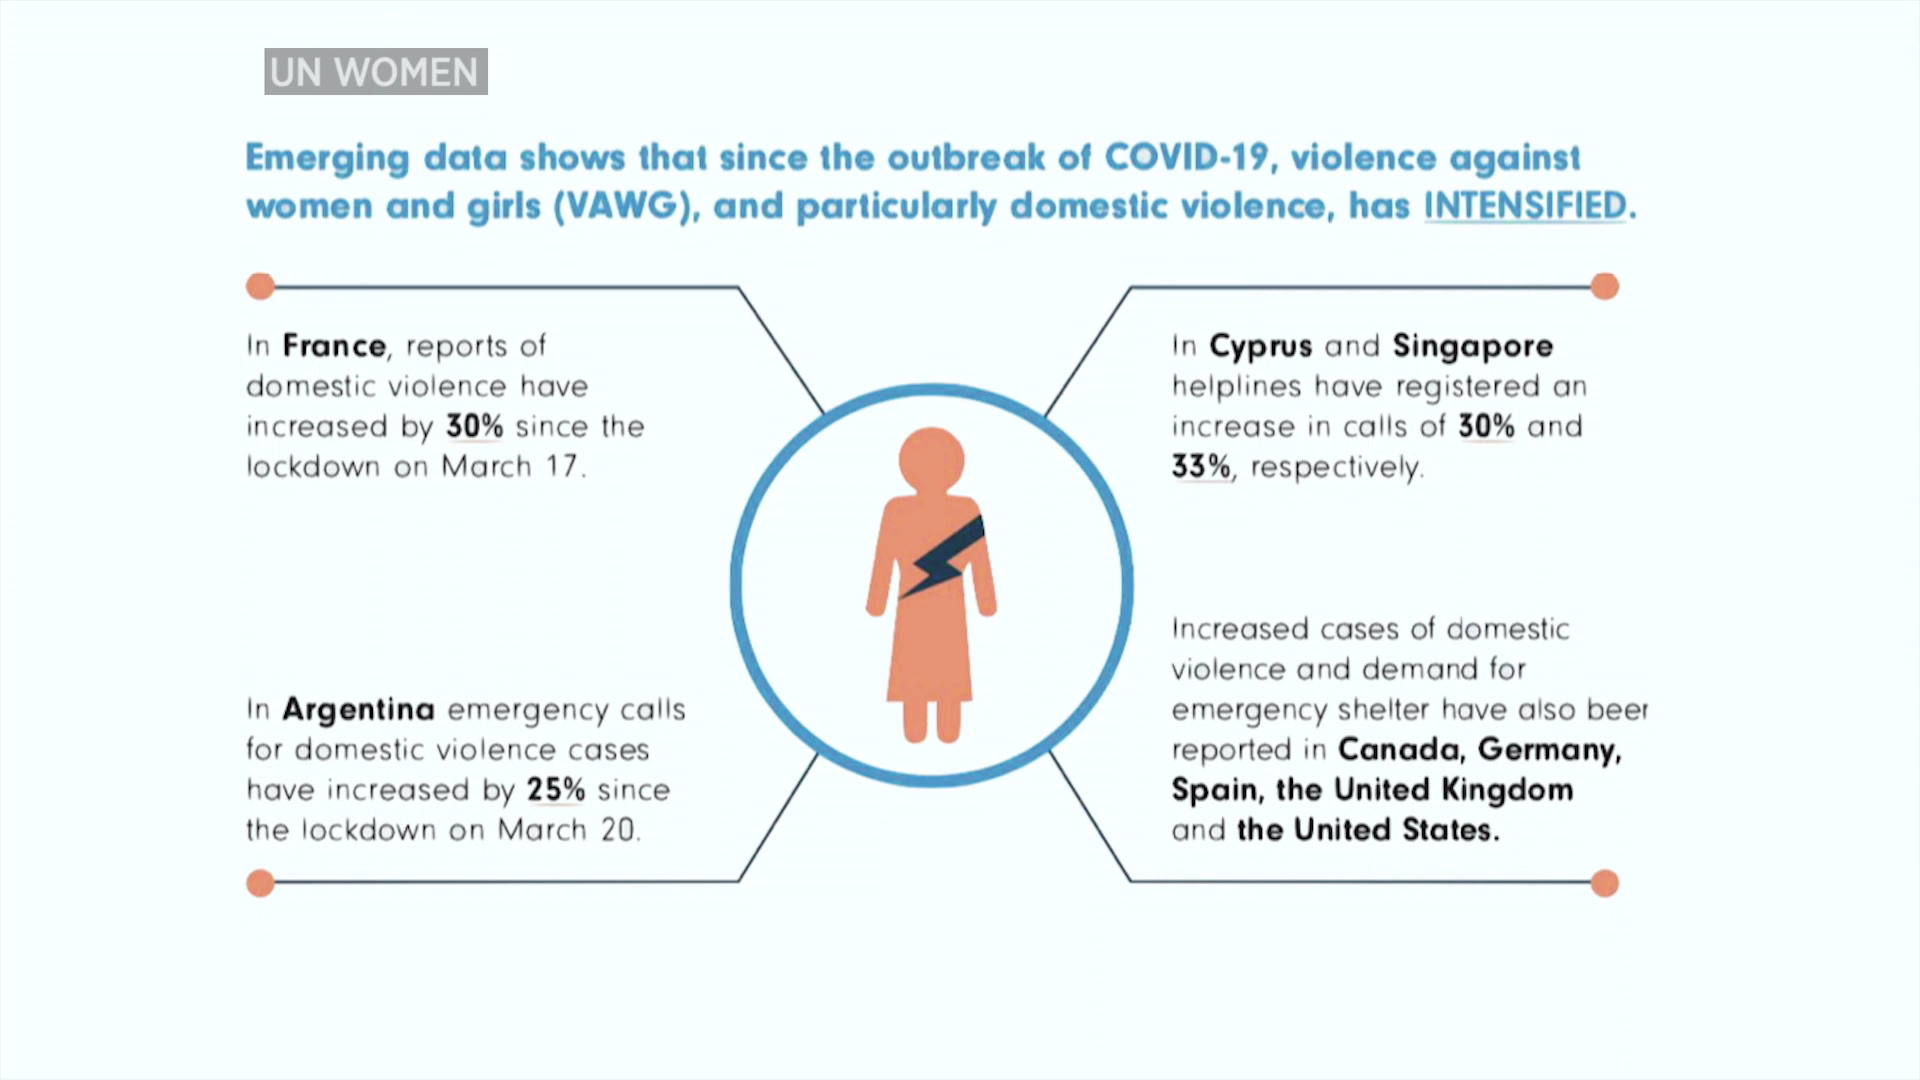 UN WOMEN
Emerging data shows that since the outbreak of COVID-19, violence against
women and girls (VAWG), and particularly domestic violence, has INTENSIFIED.
In France, reports of
domestic violence have
increased by 30% since the
lockdown on March 17.
In Cyprus and Singapore
helplines have registered an
increase in calls of 30% and
33%, respectively.
In Argentina emergency calls
for domestic violence cases
have increased by 25% since
the lockdown on March 20.
Increased cases of domestic
violence and demand for
emergency shelter have also been
reported in Canada, Germany,
Spain, the United Kingdom
and the United States.